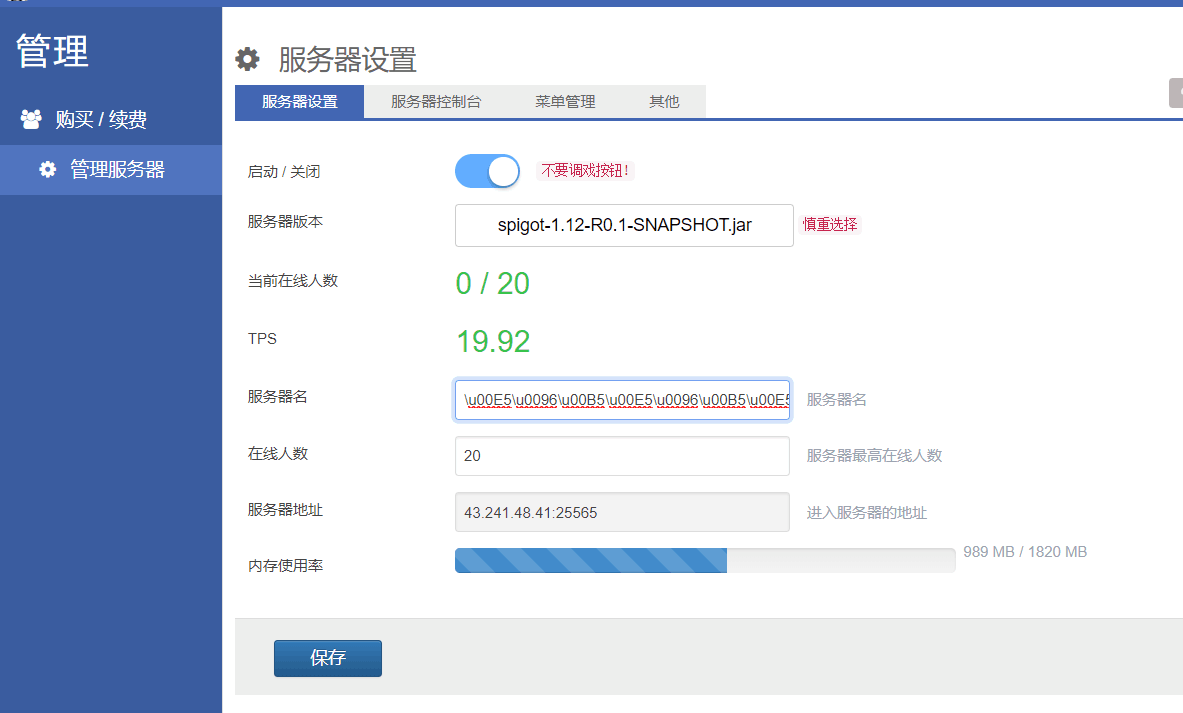 管理
购买 / 续费
管理服务器
服务器设置
服务器设置 服务器控制台 菜单管理 其他
启动 / 关闭 不要调戏按钮!
服务器版本 spigot-1.12-R0.1-SNAPSHOT.jar 慎重选择
当前在线人数 0 / 20
TPS 19.92
服务器名 \u00E5\u0096\u00B5\u00E5\u0096\u00B5\u00E5 服务器名
在线人数 20 服务器最高在线人数
服务器地址 43.241.48.41:25565 进入服务器的地址
内存使用率 989 MB / 1820 MB
保存